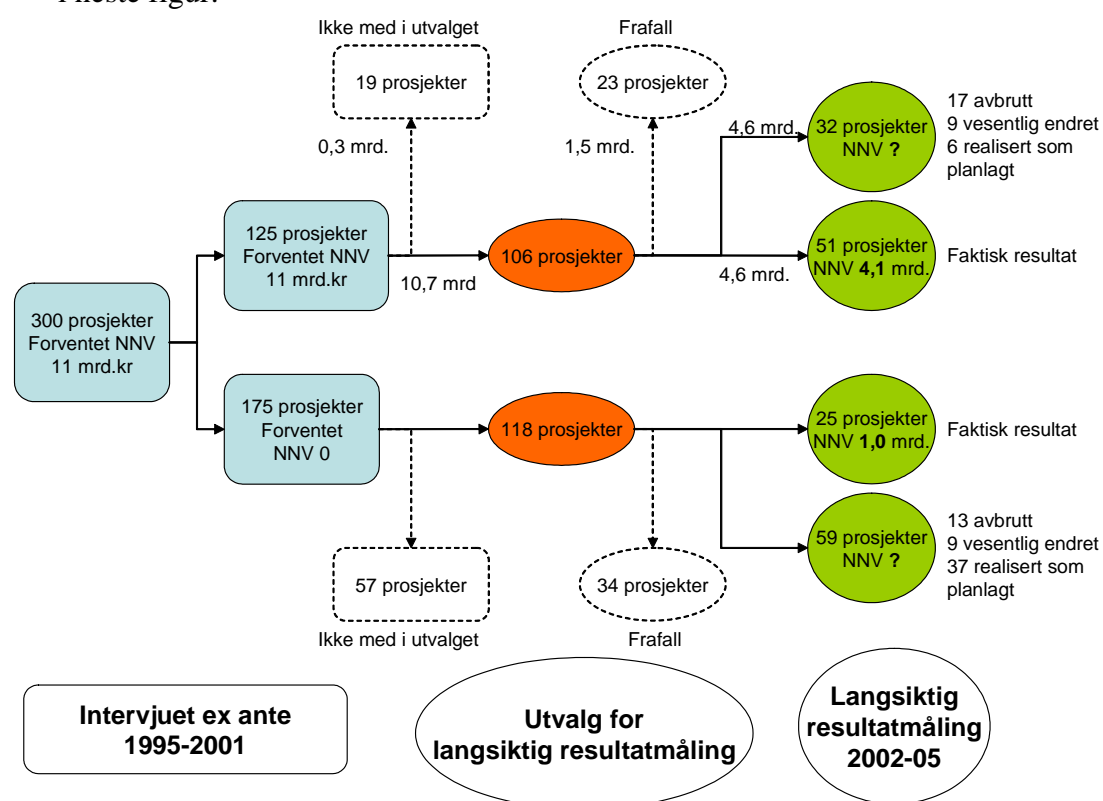 i neste figur.
Ikke med i utvalget
Frafall
19 prosjekter
23 prosjekter
0,3 mrd.
1,5 mrd.
4,6 mrd.
32 prosjekter
NNV ?
17 avbrutt
9 vesentlig endret
6 realisert som
planlagt
125 prosjekter
Forventet NNV
11 mrd.kr
10,7 mrd
106 prosjekter
4,6 mrd.
51 prosjekter
NNV 4,1 mrd.
Faktisk resultat
300 prosjekter
Forventet NNV
11 mrd.kr
175 prosjekter
Forventet
NNV 0
118 prosjekter
25 prosjekter
NNV 1,0 mrd.
Faktisk resultat
59 prosjekter
NNV ?
13 avbrutt
9 vesentlig endret
37 realisert som
planlagt
57 prosjekter
34 prosjekter
Ikke med i utvalget
Frafall
Intervjuet ex ante
1995-2001
Utvalg for
langsiktig resultatmåling
Langsiktig
resultatmåling
2002-05